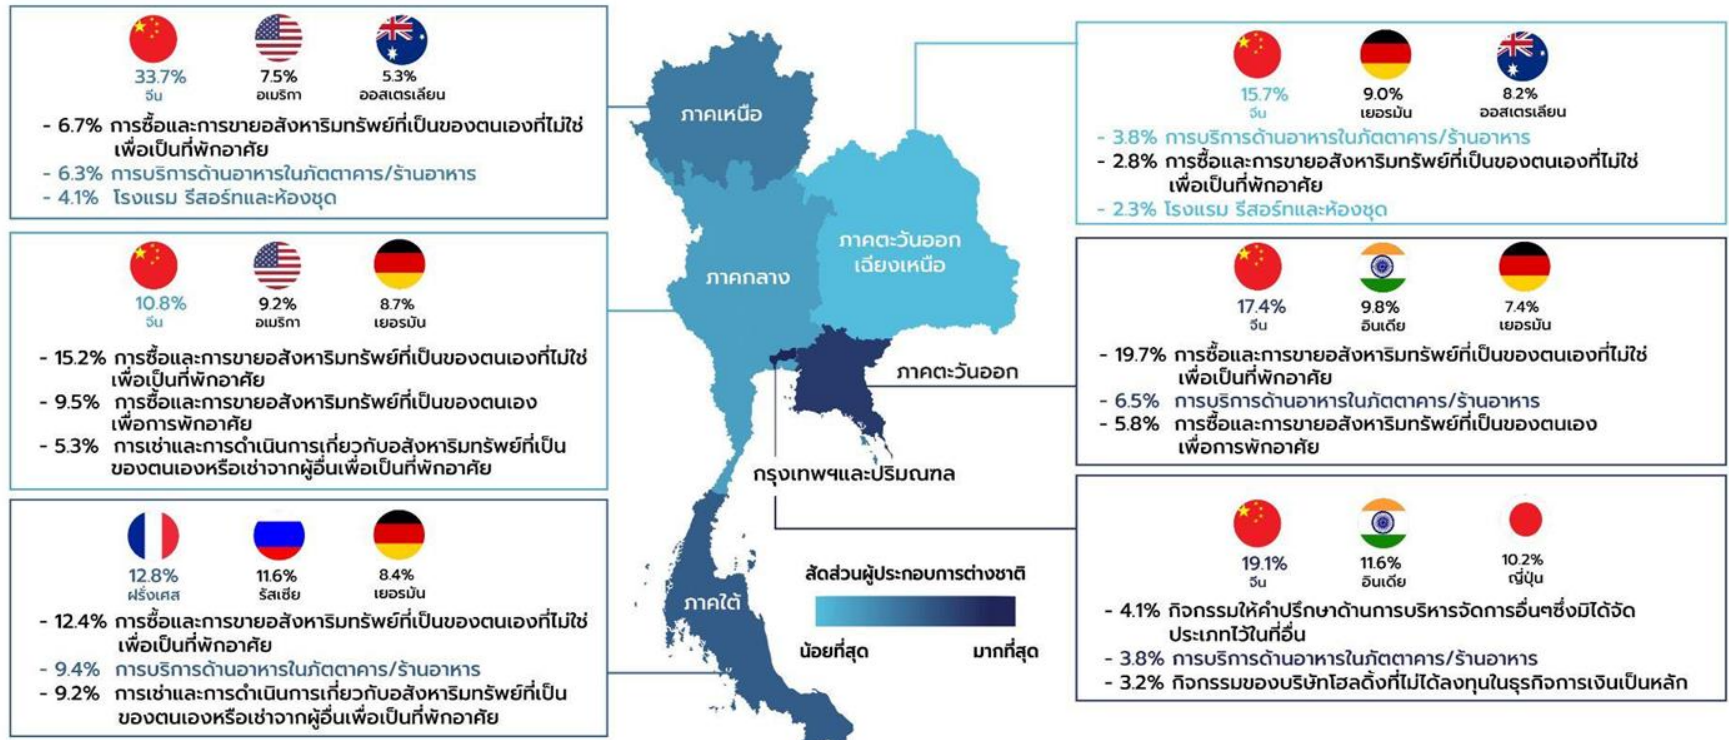 33.7%
จีน
7.5%
อเมริกา
5.3%
ออสเตรเลียน
- 6.7% การซื้อและการขายอสังหาริมทรัพย์ที่เป็นของตนเองที่ไม่ใช่
เพื่อเป็นที่พักอาศัย
- 6.3% การบริการด้านอาหารในภัตตาคาร/ร้านอาหาร
- 4.1% โรงแรม รีสอร์ทและห้องชุด
10.8%
จีน
9.2%
อเมริกา
8.7%
เยอรมัน
- 15.2% การซื้อและการขายอสังหาริมทรัพย์ที่เป็นของตนเองที่ไม่ใช่
เพื่อเป็นที่พักอาศัย
- 9.5% การซื้อและการขายอสังหาริมทรัพย์ที่เป็นของตนเอง
เพื่อการพักอาศัย
- 5.3% การเช่าและการดำเนินการเกี่ยวกับอสังหาริมทรัพย์ที่เป็น
ของตนเองหรือเช่าจากผู้อื่นเพื่อเป็นที่พักอาศัย
12.8%
ฝรั่งเศส
11.6%
รัสเซีย
8.4%
เยอรมัน
- 12.4% การซื้อและการขายอสังหาริมทรัพย์ที่เป็นของตนเองที่ไม่ใช่
เพื่อเป็นที่พักอาศัย
- 9.4% การบริการด้านอาหารในภัตตาคาร/ร้านอาหาร
- 9.2% การเช่าและการดำเนินการเกี่ยวกับอสังหาริมทรัพย์ที่เป็น
ของตนเองหรือเช่าจากผู้อื่นเพื่อเป็นที่พักอาศัย
ภาคเหนือ
ภาคตะวันออก
เฉียงเหนือ
ภาคกลาง
ภาคตะวันออก
กรุงเทพฯและปริมณฑล
ภาคใต้
สัดส่วนผู้ประกอบการต่างชาติ
น้อยที่สุด
มากที่สุด
15.7%
จีน
9.0%
เยอรมัน
8.2%
ออสเตรเลียน
- 3.8% การบริการด้านอาหารในภัตตาคาร/ร้านอาหาร
- 2.8% การซื้อและการขายอสังหาริมทรัพย์ที่เป็นของตนเองที่ไม่ใช่
เพื่อเป็นที่พักอาศัย
- 2.3% โรงแรม รีสอร์ทและห้องชุด
17.4%
จีน
9.8%
อินเดีย
7.4%
เยอรมัน
- 19.7% การซื้อและการขายอสังหาริมทรัพย์ที่เป็นของตนเองที่ไม่ใช่
เพื่อเป็นที่พักอาศัย
- 6.5% การบริการด้านอาหารในภัตตาคาร/ร้านอาหาร
- 5.8% การซื้อและการขายอสังหาริมทรัพย์ที่เป็นของตนเอง
เพื่อการพักอาศัย
19.1%
จีน
11.6%
อินเดีย
10.2%
ญี่ปุ่น
- 4.1% กิจกรรมให้คำปรึกษาด้านการบริหารจัดการอื่นๆซึ่งมิได้จัด
ประเภทไว้ในที่อื่น
- 3.8% การบริการด้านอาหารในภัตตาคาร/ร้านอาหาร
- 3.2% กิจกรรมของบริษัทโฮลดิ้งที่ไม่ได้ลงทุนในธุรกิจการเงินเป็นหลัก